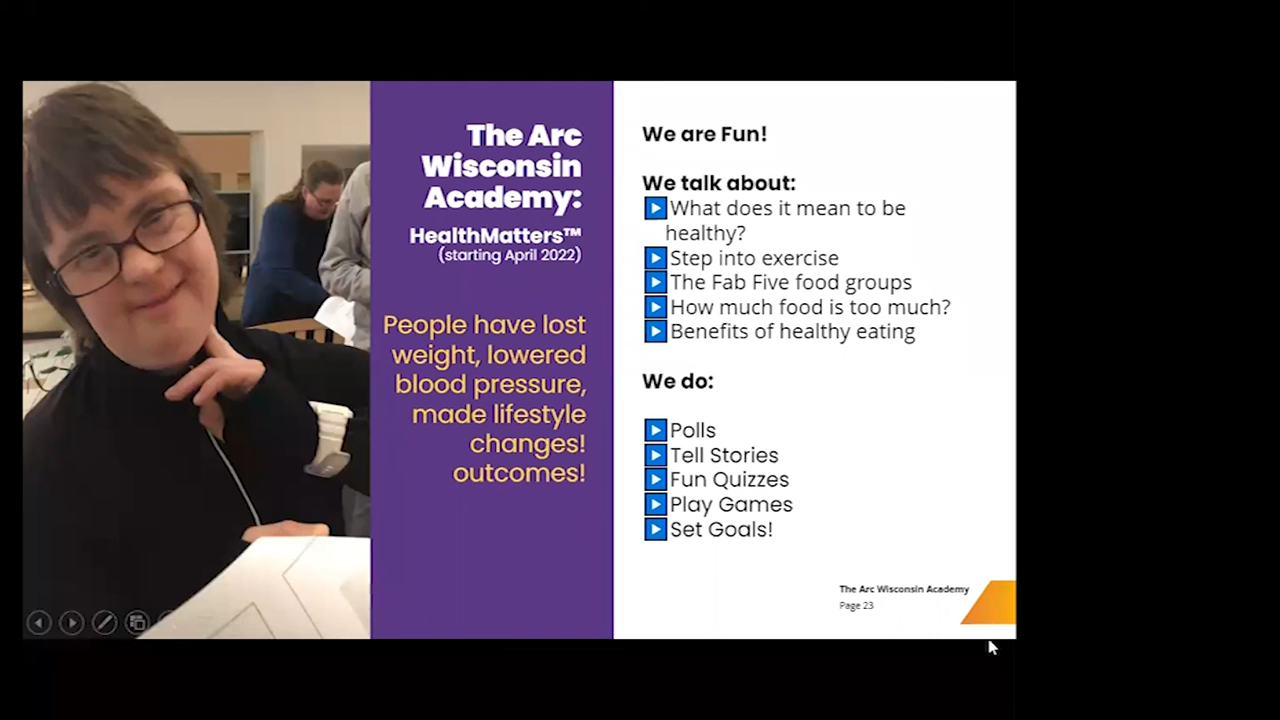 The Arc
Wisconsin
Academy:
HealthMatters™
(starting April 2022)
People have lost
weight, lowered
blood pressure,
made lifestyle
changes!
outcomes!
We are Fun!
We talk about:
What does it mean to be
healthy?
Step into exercise
The Fab Five food groups
How much food is too much?
Benefits of healthy eating
We do:
Polls
Tell Stories
Fun Quizzes
Play Games
Set Goals!
The Arc Wisconsin Academy
Page 23